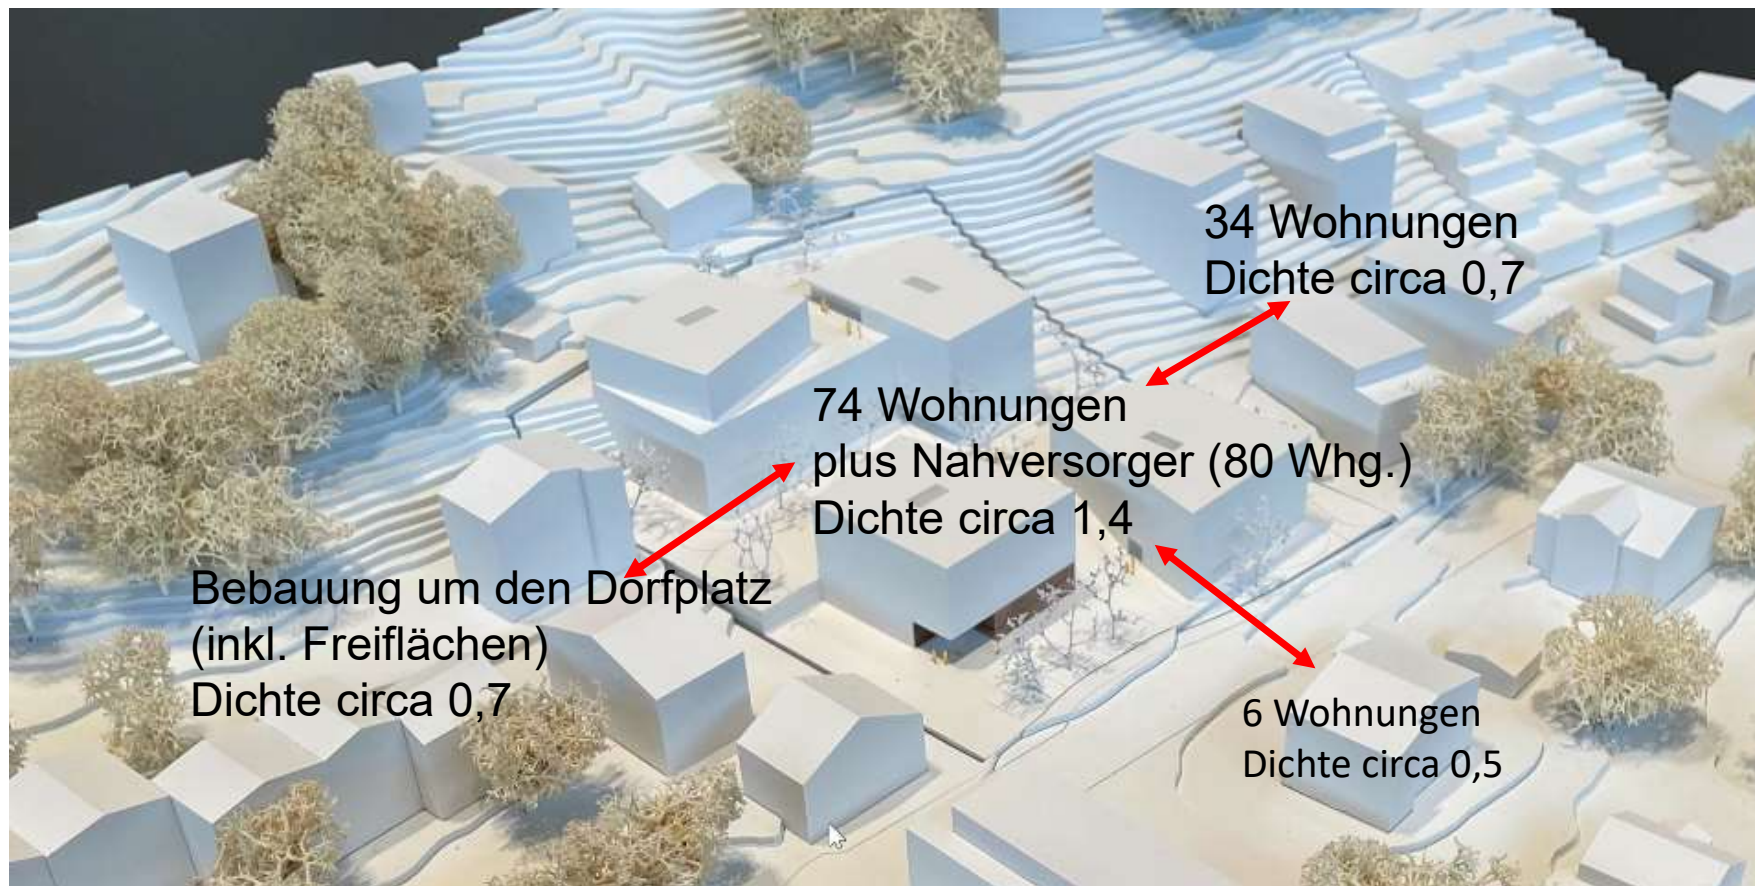 34 Wohnungen
Dichte circa 0,7
74 Wohnungen
plus Nahversorger (80 Whg.)
Dichte circa 1,4
Bebauung um den Dorfplatz
(inkl. Freiflächen)
Dichte circa 0,7
6 Wohnungen
Dichte circa 0,5